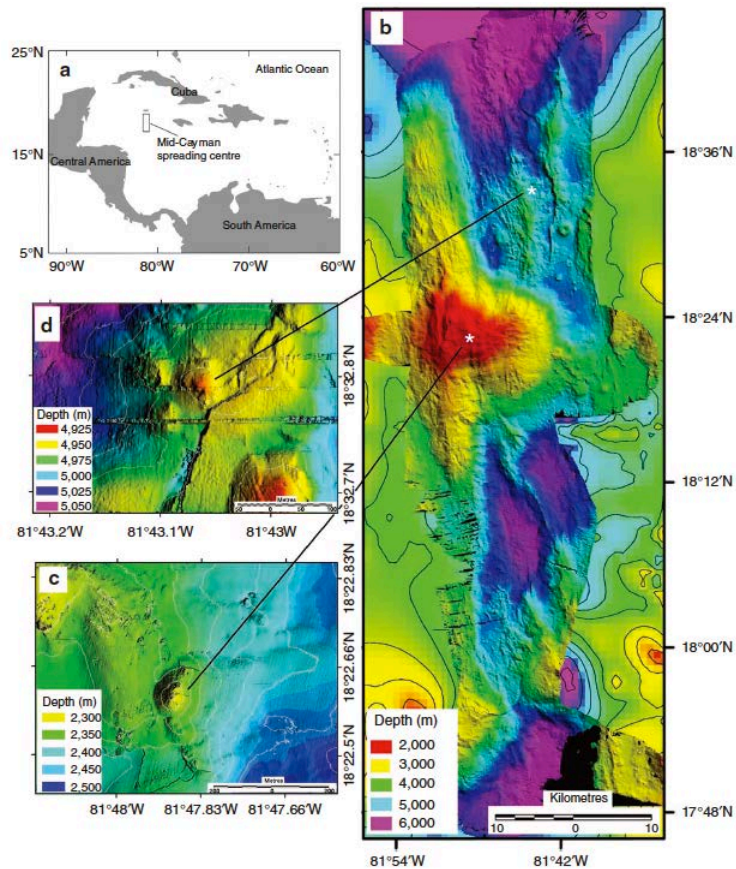 a
25°N
15°N
5°N
90°W
80°W
70°W
60°W
Atlantic Ocean
Cuba
Mid-Cayman
spreading centre
Central America
South America
b
18°36′N
18°24′N
18°12′N
18°00′N
17°48′N
81°54′W
81°42′W
Depth (m)
2,000
3,000
4,000
5,000
6,000
Kilometres
10
0
10
d
Depth (m)
4,925
4,950
4,975
5,000
5,025
5,050
Metres
81°43.2′W
81°43.1′W
81°43′W
18°32.8′N
18°32.7′N
c
Depth (m)
2,300
2,350
2,400
2,450
2,500
Metres
81°48′W
81°47.83′W
81°47.66′W
18°22.83′N
18°22.66′N
18°22.5′N